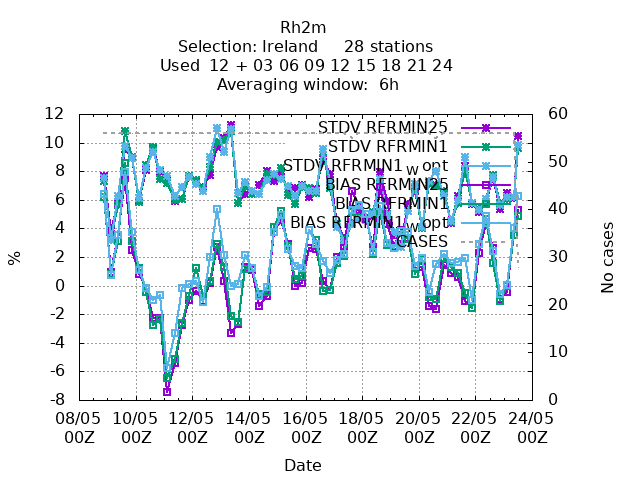 Rh2m
Selection: Ireland 28 stations
Used 12 + 03 06 09 12 15 18 21 24
Averaging window: 6h
12
10
8
6
4
2
0
-2
-4
-6
-8
%
60
50
40
30
20
10
0
No cases
STDV RFRMIN25
STDV RFRMIN1
STDV RFRMIN1_W_opt
BIAS RFRMIN25
BIAS RFRMIN1
BIAS RFRMIN1_W_opt
CASES
08/05 10/05 12/05 14/05 16/05 18/05 20/05 22/05 24/05
00Z 00Z 00Z 00Z 00Z 00Z 00Z 00Z 00Z
Date